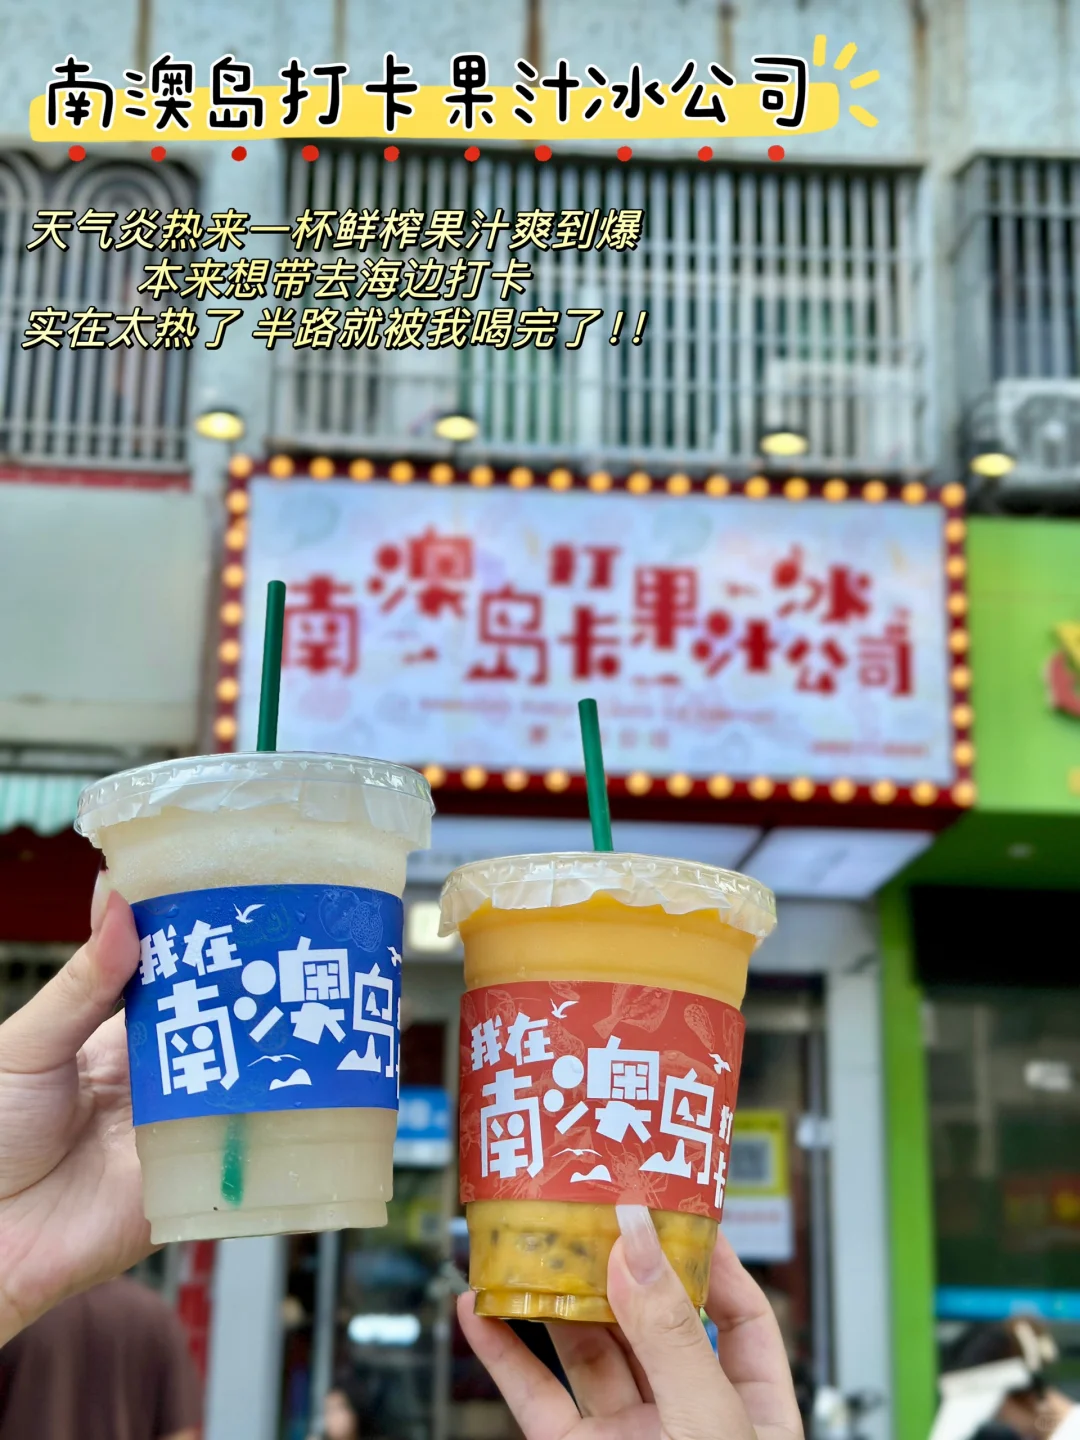 南澳岛打卡果汁冰公司
天气炎热来一杯鲜榨果汁爽到爆
本来想带去海边打卡
实在太热了 半路就被我喝完了!!
南澳岛打卡果汁冰公司
我在
南澳岛
我在
南澳岛打卡